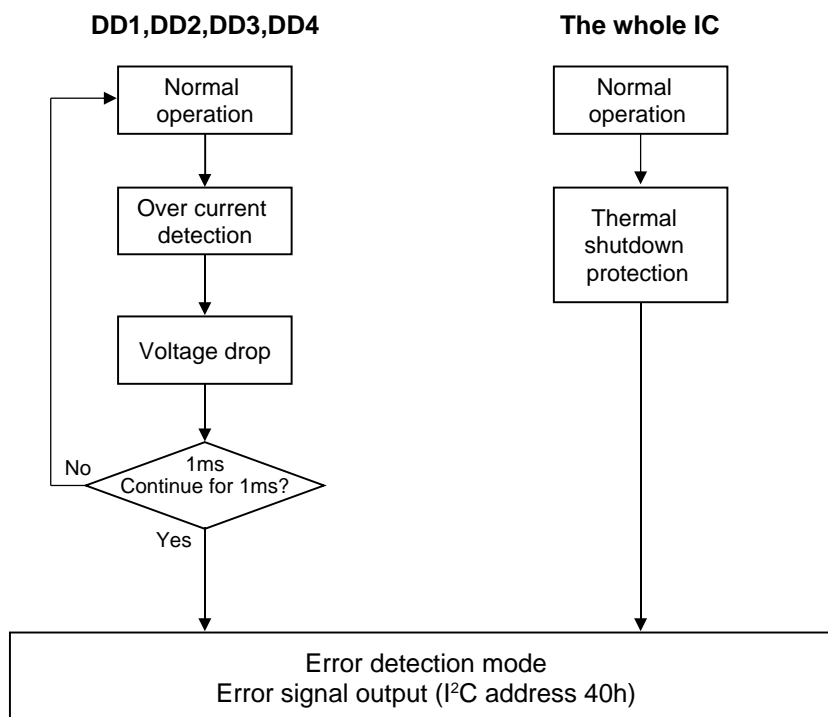 DD1,DD2,DD3,DD4
Normal
operation
Over current
detection
Voltage drop
1ms
Continue for 1ms?
No
Yes
The whole IC
Normal
operation
Thermal
shutdown
protection
Error detection mode
Error signal output (I²C address 40h)